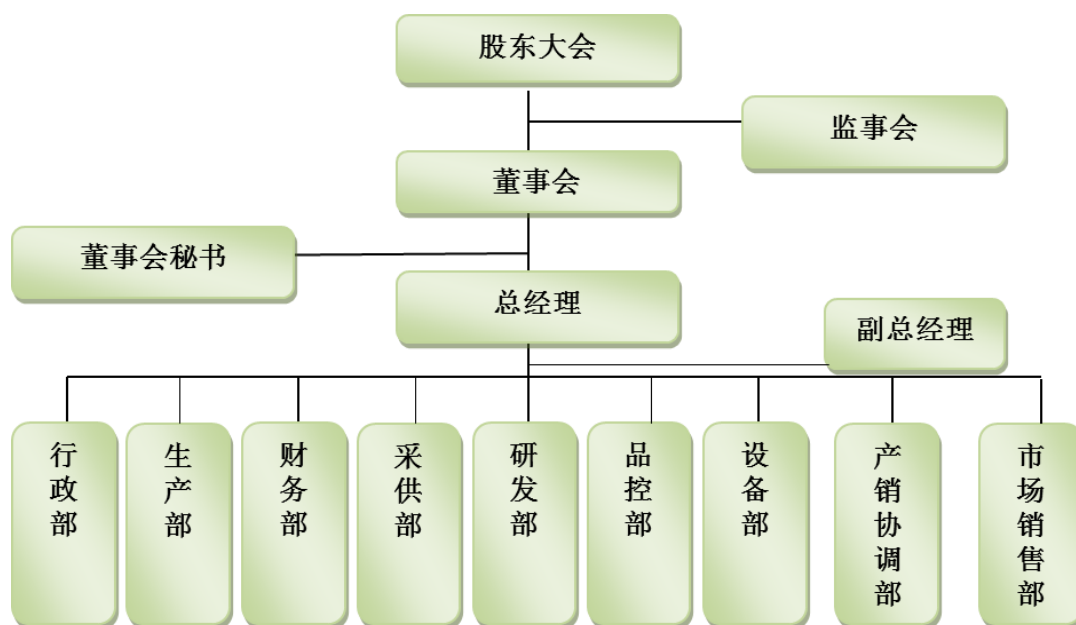 股东大会
监事会
董事会
董事会秘书
总经理
副总经理
行政部
生产部
财务部
采供部
研发部
品控部
设备部
产销协调部
市场销售部